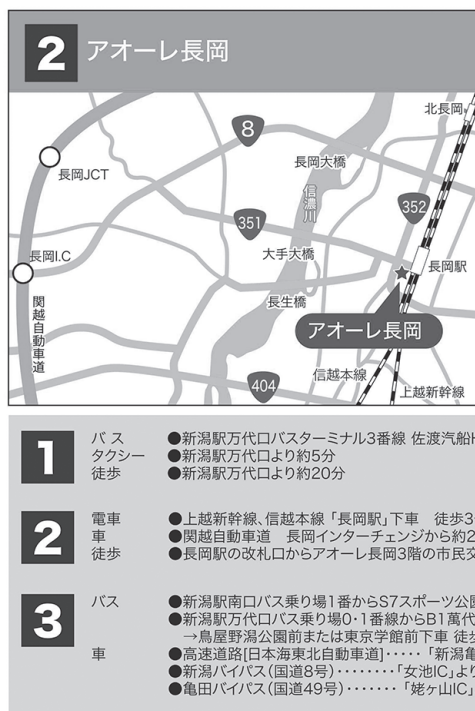 2 アオーレ長岡
北長岡
8
長岡大橋
長岡JCT
信濃川
352
351
長岡I.C
大手大橋
長岡駅
関越自動車道
長生橋
アオーレ長岡
信越本線
404
上越新幹線
1
バス ●新潟駅万代口バスターミナル3番線 佐渡汽船
タクシー ●新潟駅万代口より約5分
徒歩 ●新潟駅万代口より約20分
2
電車 ●上越新幹線、信越本線「長岡駅」下車 徒歩3
車 ●関越自動車道 長岡インターチェンジから約2
徒歩 ●長岡駅の改札口からアオーレ長岡3階の市民交
3
バス ●新潟駅南口バス乗り場1番からS7スポーツ公園
●新潟駅万代口バス乗り場0・1番線からB1萬代
→鳥屋野潟公園前または東京学館前下車 徒歩
車 ●高速道路[日本海東北自動車道]・・・・・「新潟亀
●新潟バイパス(国道8号)・・・・・・・・「女池IC」より
●亀田バイパス(国道49号)・・・・・・・「姥ヶ山IC」